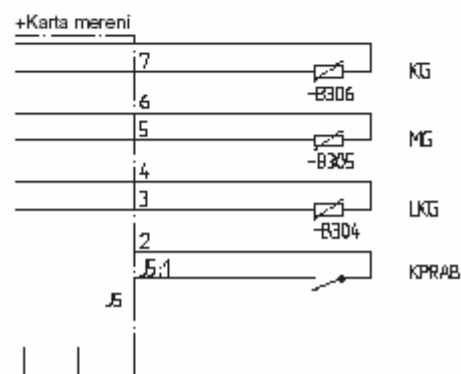 +Karta mereni
7
KG
-B306
6
5
MG
-B305
4
3
LKG
-B304
2
J5:1
KPRAB
J5